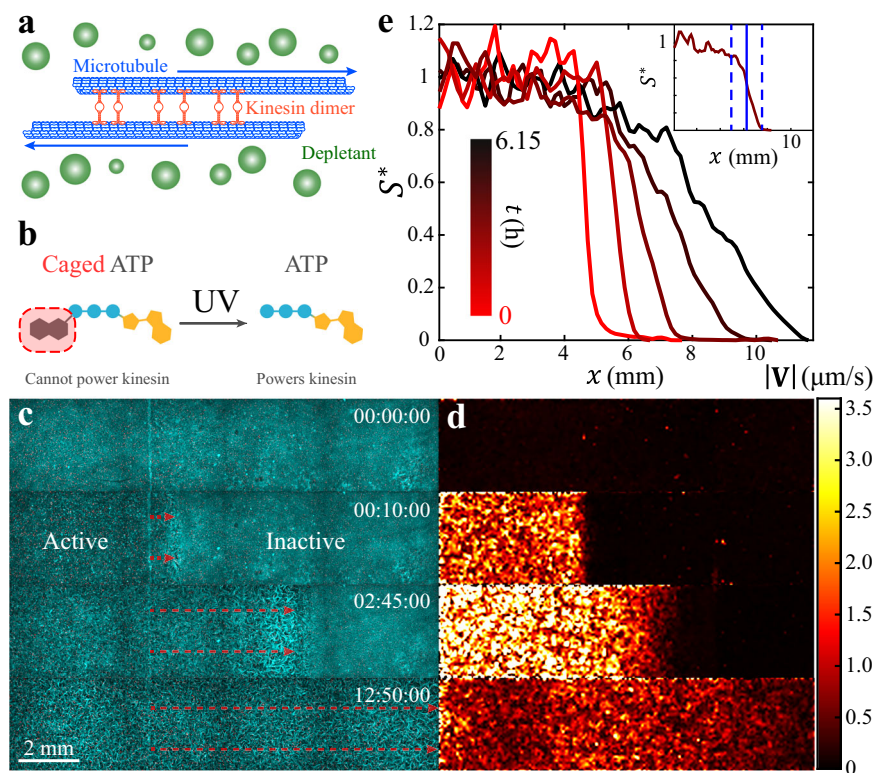 a
Microtubule
Kinesin dimer
Depletant
b
Caged ATP
UV
ATP
Cannot power kinesin
Powers kinesin
c
00:00:00
00:10:00
Active
Inactive
02:45:00
12:50:00
2 mm
d
|V| (μm/s)
3.5
3.0
2.5
2.0
1.5
1.0
0.5
0
e
1.2
1
0.8
0.6
0.4
0.2
0
S*
0 2 4 6 8 10
x (mm)
6.15
t (h)
0
1
S*
10
x (mm)